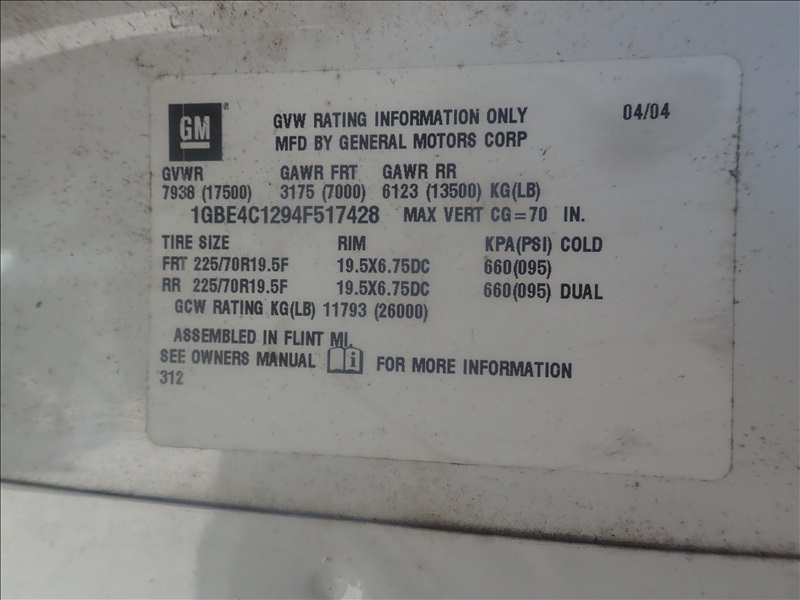 GM ®
GVW RATING INFORMATION ONLY 04/04
MFD BY GENERAL MOTORS CORP
GVWR GAWR FRT GAWR RR
7938 (17500) 3175 (7000) 6123 (13500) KG(LB)
1GBE4C1294F517428 MAX VERT CG=70 IN.
TIRE SIZE RIM KPA(PSI) COLD
FRT 225/70R19.5F 19.5X6.75DC 660(095)
RR 225/70R19.5F 19.5X6.75DC 660(095) DUAL
GCW RATING KG(LB) 11793 (26000)
ASSEMBLED IN FLINT MI.
SEE OWNERS MANUAL i FOR MORE INFORMATION
312